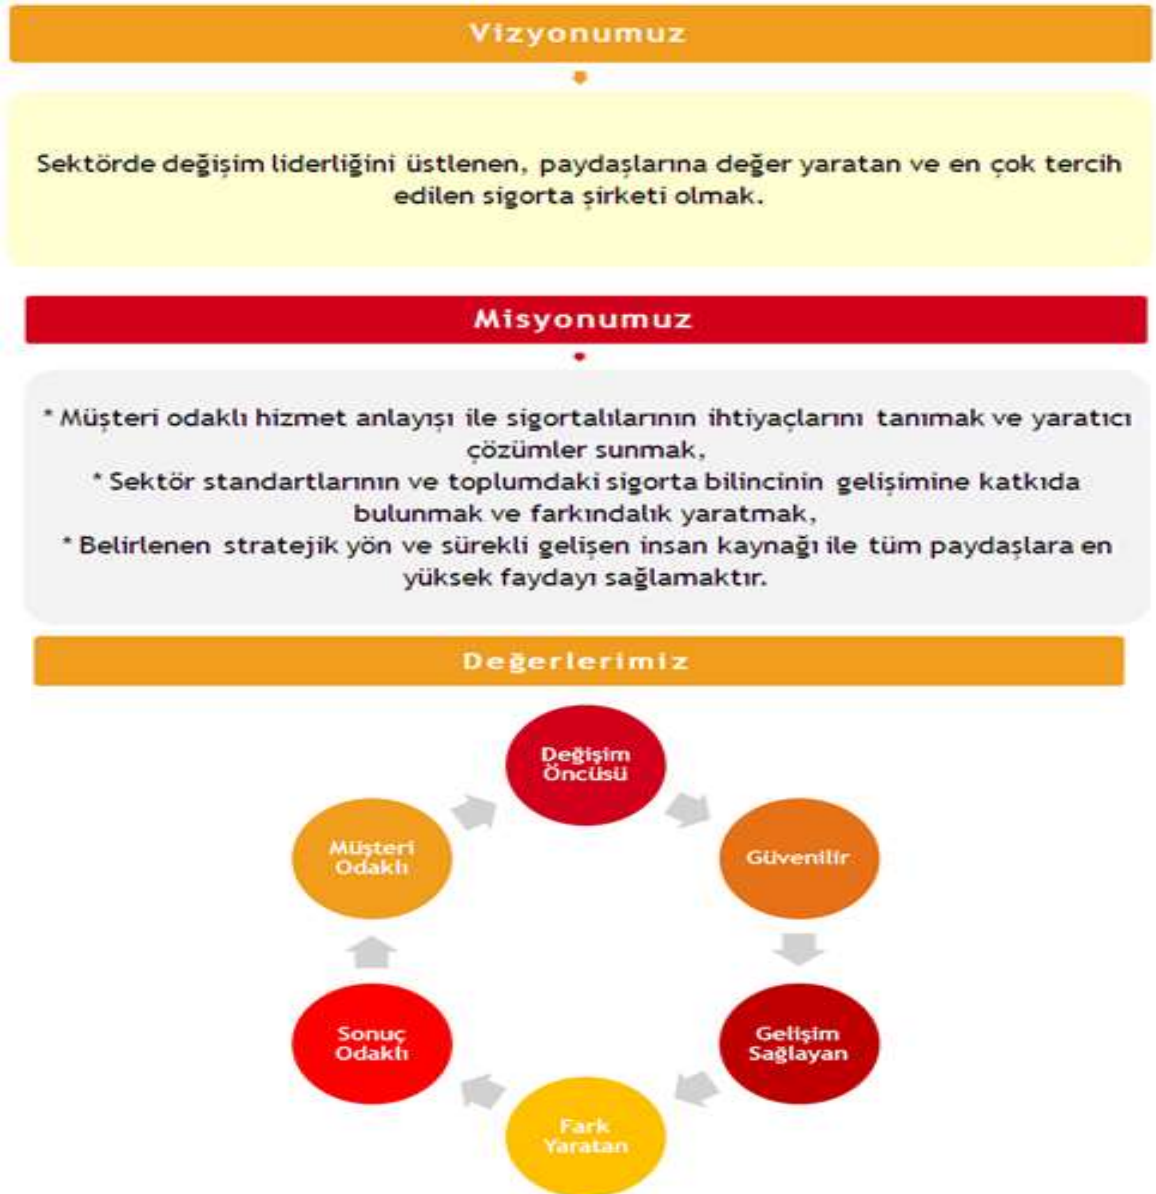 Vizyonumuz
Sektörde değişim liderliğini üstlenen, paydaşlarına değer yaratan ve en çok tercih
edilen sigorta şirketi olmak.
Misyonumuz
* Müşteri odaklı hizmet anlayışı ile sigortalılarının ihtiyaçlarını tanımak ve yaratıcı
çözümler sunmak,
* Sektör standartlarının ve toplumdaki sigorta bilincinin gelişimine katkıda
bulunmak ve farkındalık yaratmak,
* Belirlenen stratejik yön ve sürekli gelişen insan kaynağı ile tüm paydaşlara en
yüksek faydayı sağlamaktır.
Değerlerimiz
Değişim
Öncüsü
Güvenilir
Gelişim
Sağlayan
Fark
Yaratan
Sonuç
Odaklı
Müşteri
Odaklı